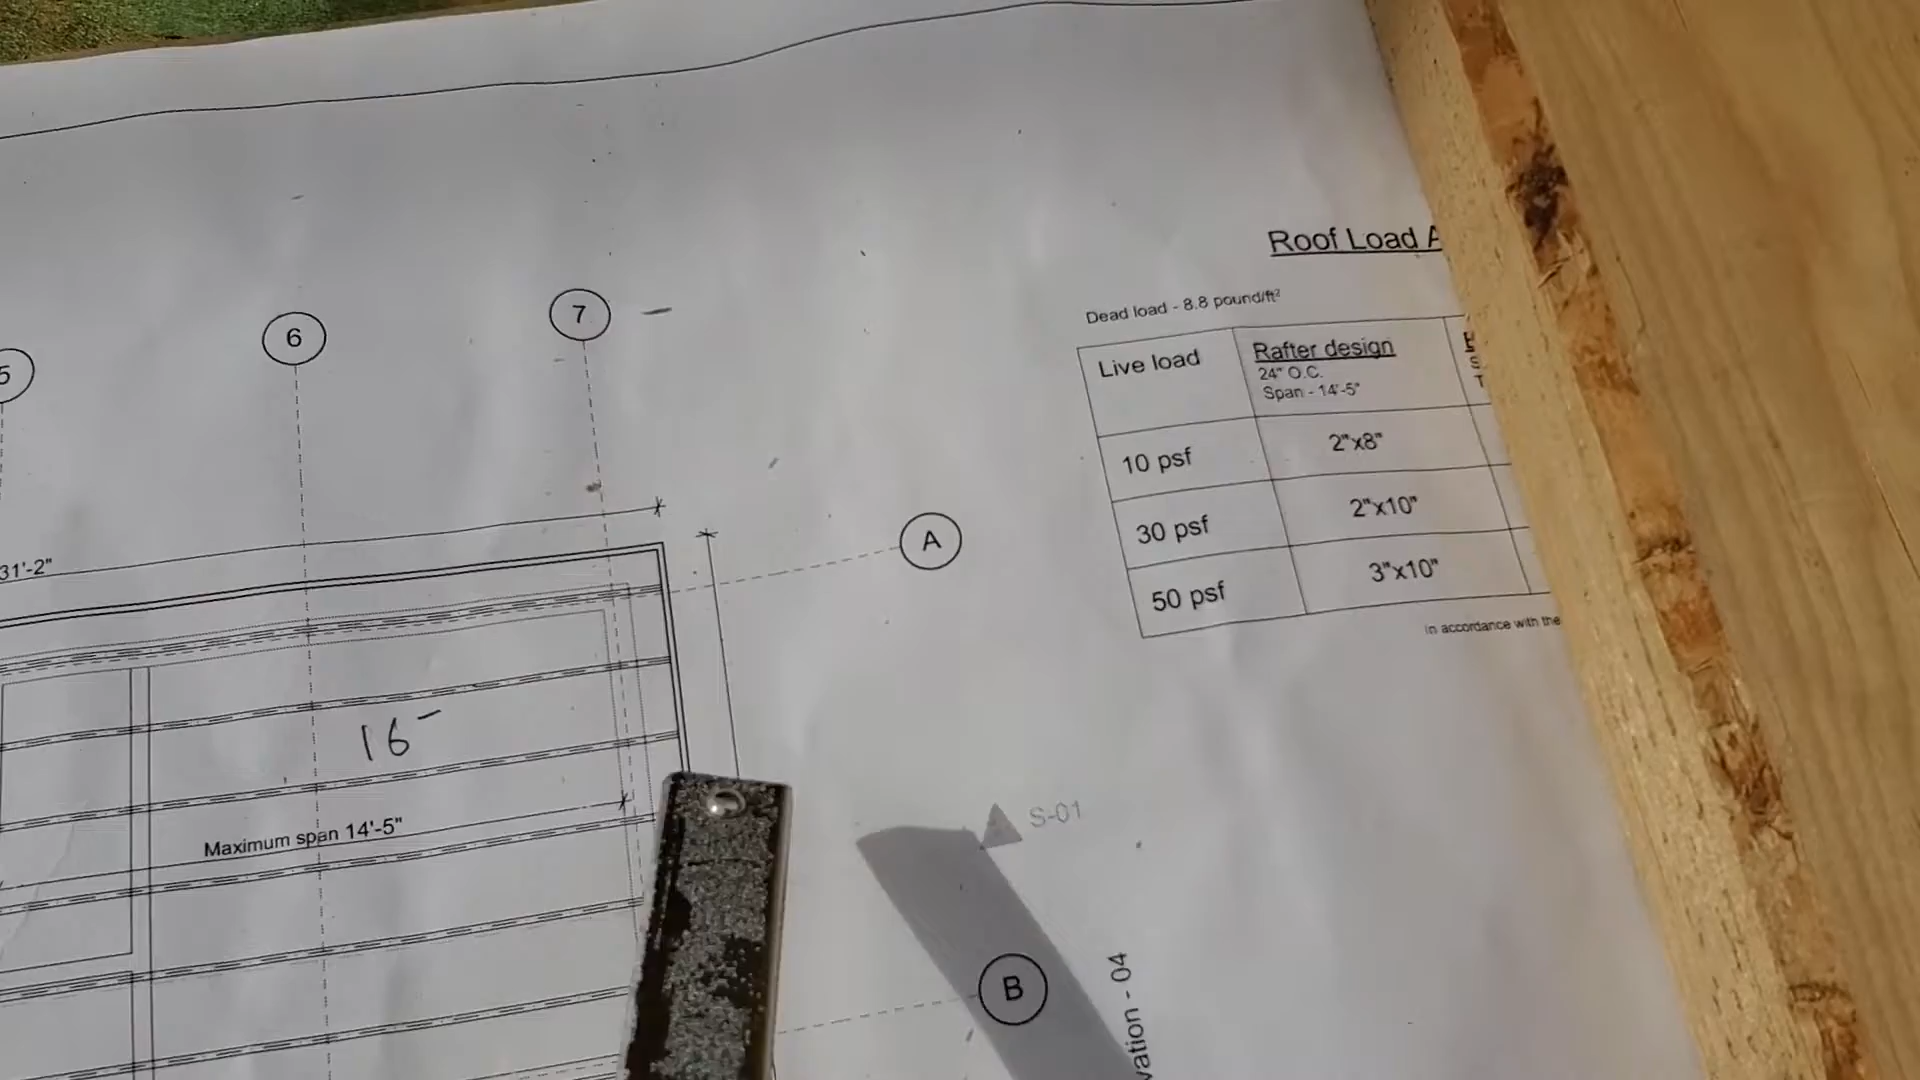 Roof Load
Dead load - 8.8 pound/ft²
Live load
Rafter design
24" O.C.
Span - 14'-5"
10 psf
2"x8"
30 psf
2"x10"
50 psf
3"x10"
In accordance with the
5
6
7
A
31'-2"
16-
Maximum span 14'-5"
S-01
B
vation - 04